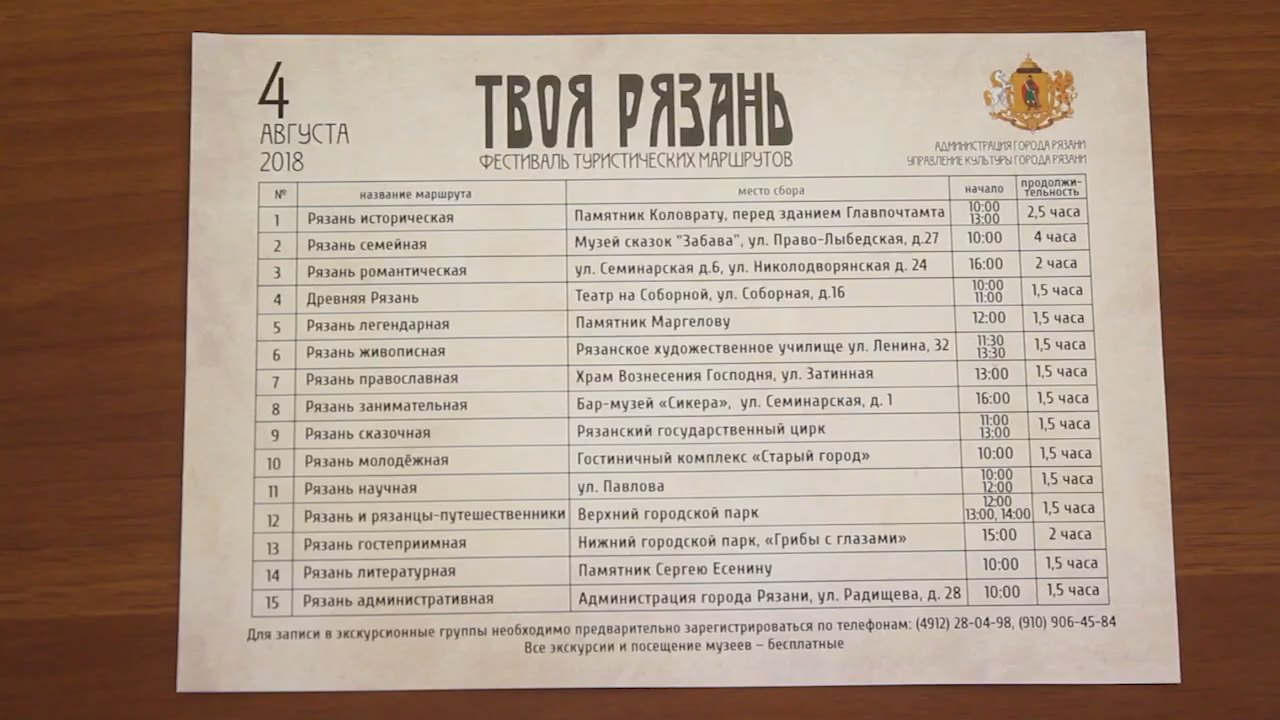 4
АВГУСТА
2018
ТВОЯ РЯЗАНЬ
ФЕСТИВАЛЬ ТУРИСТИЧЕСКИХ МАРШРУТОВ
АДМИНИСТРАЦИЯ ГОРОДА РЯЗАНИ
УПРАВЛЕНИЕ КУЛЬТУРЫ ГОРОДА РЯЗАНИ
№ название маршрута место сбора начало продолжи-тельность
1 Рязань историческая Памятник Коловрату, перед зданием Главпочтамта 10:00 13:00 2,5 часа
2 Рязань семейная Музей сказок "Забава", ул. Право-Лыбедская, д.27 10:00 4 часа
3 Рязань романтическая ул. Семинарская д.6, ул. Николодворянская д. 24 16:00 2 часа
4 Древняя Рязань Театр на Соборной, ул. Соборная, д.16 10:00 11:00 1,5 часа
5 Рязань легендарная Памятник Маргелову 12:00 1,5 часа
6 Рязань живописная Рязанское художественное училище ул. Ленина, 32 11:30 13:30 1,5 часа
7 Рязань православная Храм Вознесения Господня, ул. Затинная 13:00 1,5 часа
8 Рязань занимательная Бар-музей «Сикера», ул. Семинарская, д. 1 16:00 1,5 часа
9 Рязань сказочная Рязанский государственный цирк 11:00 13:00 1,5 часа
10 Рязань молодёжная Гостиничный комплекс «Старый город» 10:00 1,5 часа
11 Рязань научная ул. Павлова 10:00 12:00 1,5 часа
12 Рязань и рязанцы-путешественники Верхний городской парк 12:00 13:00, 14:00 1,5 часа
13 Рязань гостеприимная Нижний городской парк, «Грибы с глазами» 15:00 2 часа
14 Рязань литературная Памятник Сергею Есенину 10:00 1,5 часа
15 Рязань административная Администрация города Рязани, ул. Радищева, д. 28 10:00 1,5 часа
Для записи в экскурсионные группы необходимо предварительно зарегистрироваться по телефонам: (4912) 28-04-98, (910) 906-45-84
Все экскурсии и посещение музеев – бесплатные